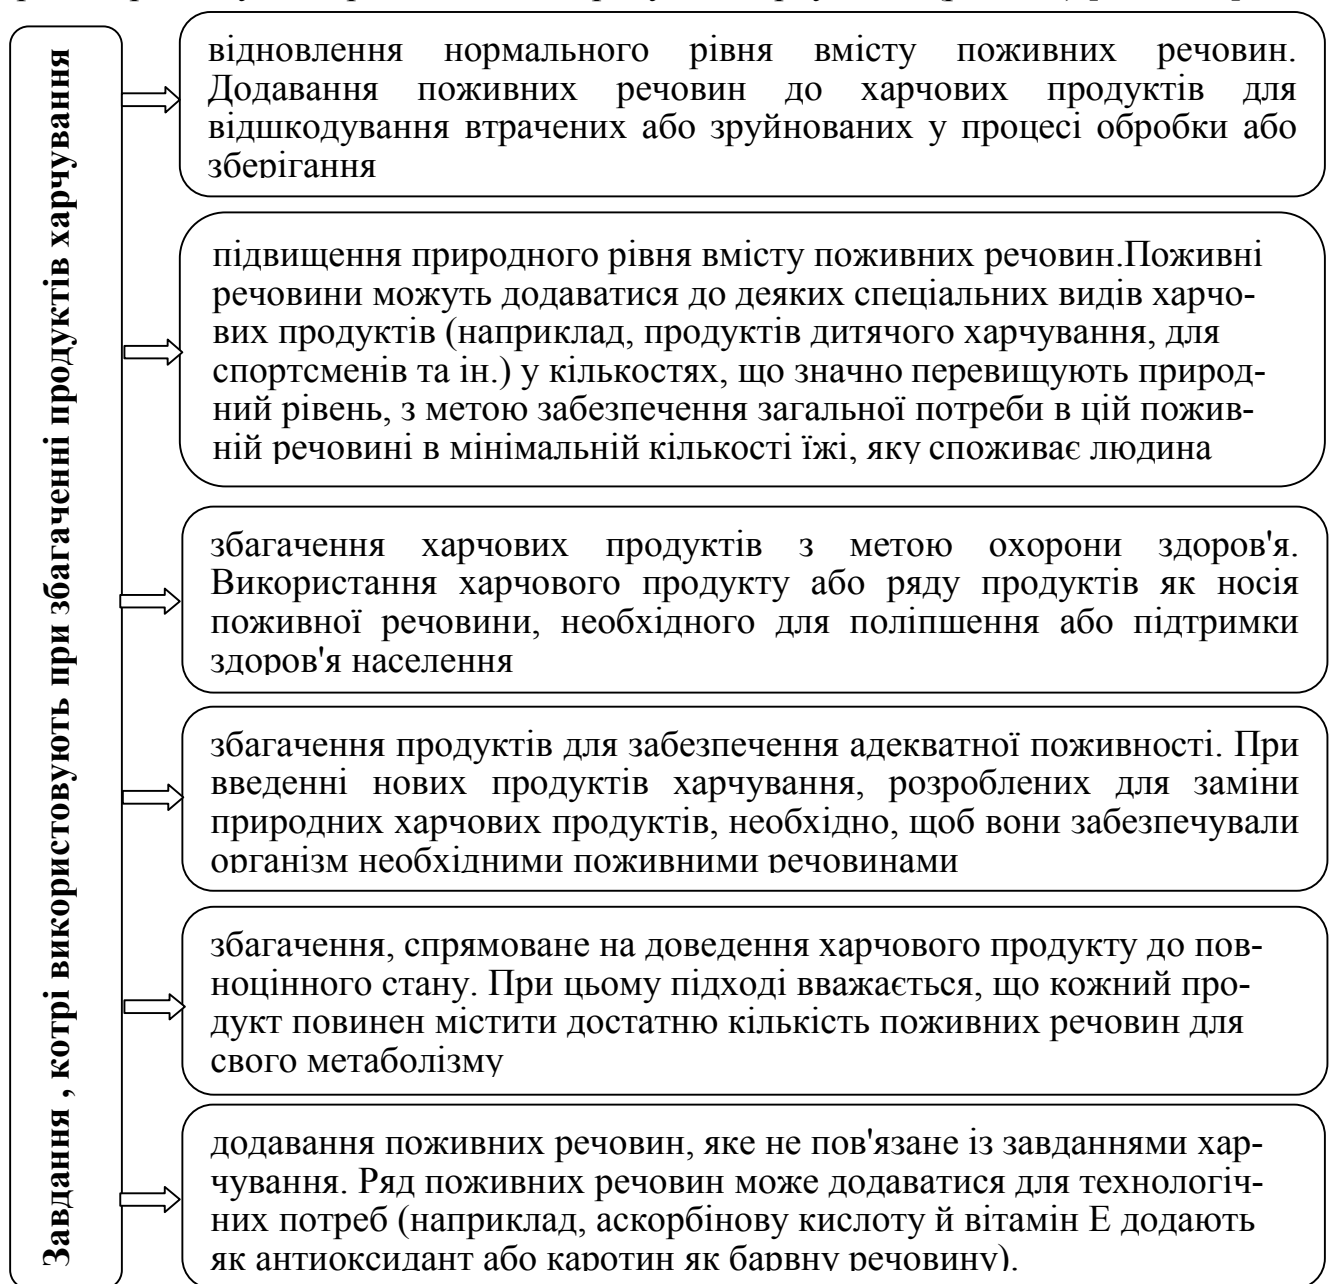 Завдання , котрі використовують при збагаченні продуктів харчування
відновлення нормального рівня вмісту поживних речовин.
Додавання поживних речовин до харчових продуктів для
відшкодування втрачених або зруйнованих у процесі обробки або
зберігання
підвищення природного рівня вмісту поживних речовин.Поживні
речовини можуть додаватися до деяких спеціальних видів харчо-
вих продуктів (наприклад, продуктів дитячого харчування, для
спортсменів та ін.) у кількостях, що значно перевищують природ-
ний рівень, з метою забезпечення загальної потреби в цій пожив-
ній речовині в мінімальній кількості їжі, яку споживає людина
збагачення харчових продуктів з метою охорони здоров'я.
Використання харчового продукту або ряду продуктів як носія
поживної речовини, необхідного для поліпшення або підтримки
здоров'я населення
збагачення продуктів для забезпечення адекватної поживності. При
введенні нових продуктів харчування, розроблених для заміни
природних харчових продуктів, необхідно, щоб вони забезпечували
організм необхідними поживними речовинами
збагачення, спрямоване на доведення харчового продукту до пов-
ноцінного стану. При цьому підході вважається, що кожний про-
дукт повинен містити достатню кількість поживних речовин для
свого метаболізму
додавання поживних речовин, яке не пов'язане із завданнями хар-
чування. Ряд поживних речовин може додаватися для технологіч-
них потреб (наприклад, аскорбінову кислоту й вітамін Е додають
як антиоксидант або каротин як барвну речовину).